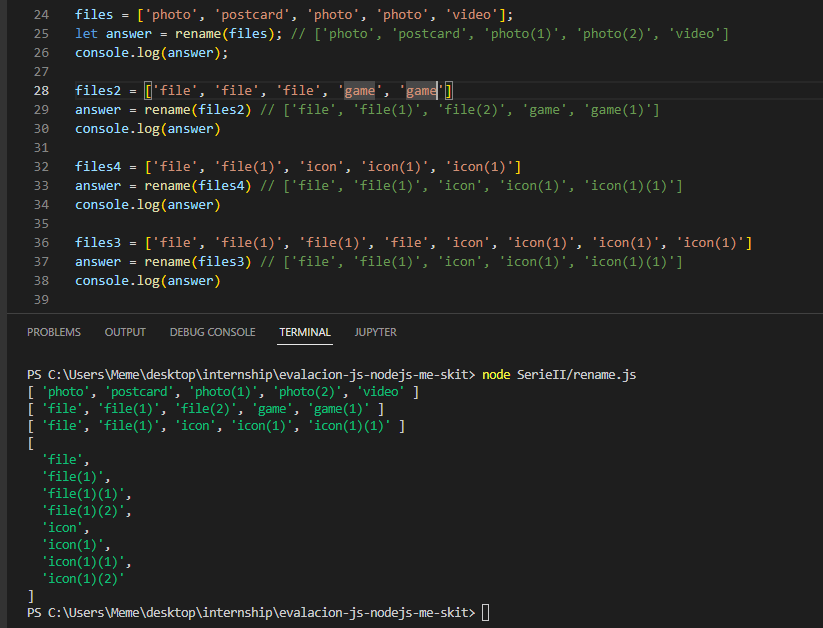 24 files = ['photo', 'postcard', 'photo', 'photo', 'video'];
25 let answer = rename(files); // ['photo', 'postcard', 'photo(1)', 'photo(2)', 'video']
26 console.log(answer);
27
28 files2 = ['file', 'file', 'file', 'game', 'game']
29 answer = rename(files2) // ['file', 'file(1)', 'file(2)', 'game', 'game(1)']
30 console.log(answer)
31
32 files4 = ['file', 'file(1)', 'icon', 'icon(1)', 'icon(1)']
33 answer = rename(files4) // ['file', 'file(1)', 'icon', 'icon(1)', 'icon(1)(1)']
34 console.log(answer)
35
36 files3 = ['file', 'file(1)', 'file(1)', 'file', 'icon', 'icon(1)', 'icon(1)', 'icon(1)']
37 answer = rename(files3) // ['file', 'file(1)', 'icon', 'icon(1)', 'icon(1)(1)']
38 console.log(answer)
39
PROBLEMS OUTPUT DEBUG CONSOLE TERMINAL JUPYTER
PS C:\Users\Meme\desktop\internship\evalacion-js-nodejs-me-skit> node SerieII/rename.js
[ 'photo', 'postcard', 'photo(1)', 'photo(2)', 'video' ]
[ 'file', 'file(1)', 'file(2)', 'game', 'game(1)' ]
[ 'file', 'file(1)', 'icon', 'icon(1)', 'icon(1)(1)' ]
[
'file',
'file(1)',
'file(1)(1)',
'file(1)(2)',
'icon',
'icon(1)',
'icon(1)(1)',
'icon(1)(2)'
]
PS C:\Users\Meme\desktop\internship\evalacion-js-nodejs-me-skit>